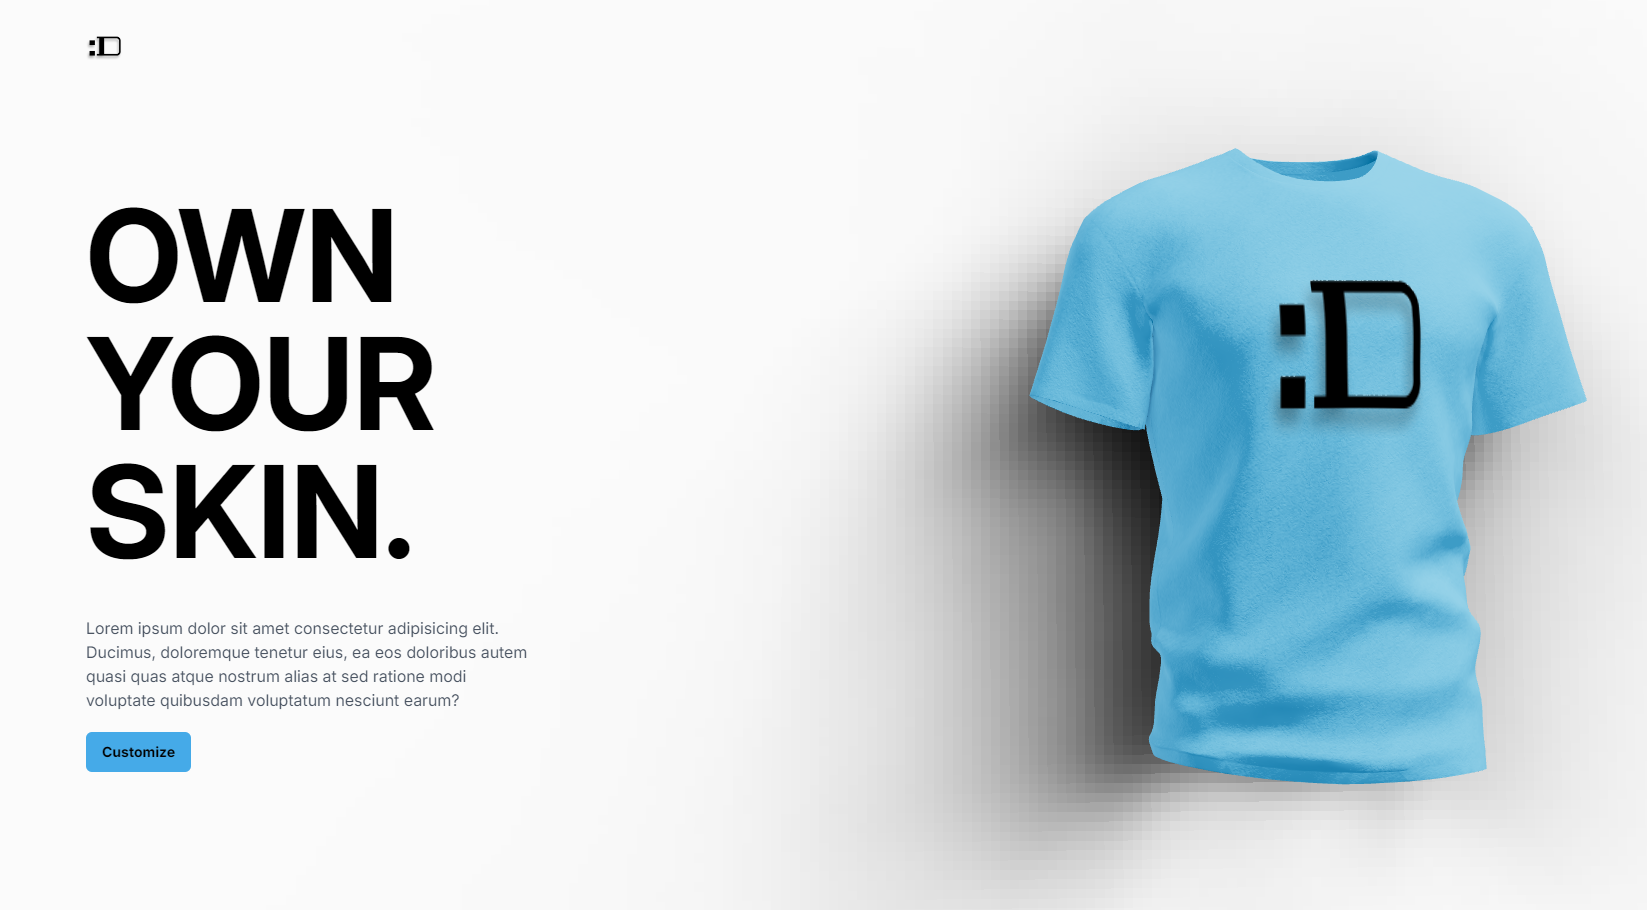 :D
OWN
YOUR
SKIN.
Lorem ipsum dolor sit amet consectetur adipisicing elit.
Ducimus, doloremque tenetur eius, ea eos doloribus autem
quasi quas atque nostrum alias at sed ratione modi
voluptate quibusdam voluptatum nesciunt earum?
Customize
:D